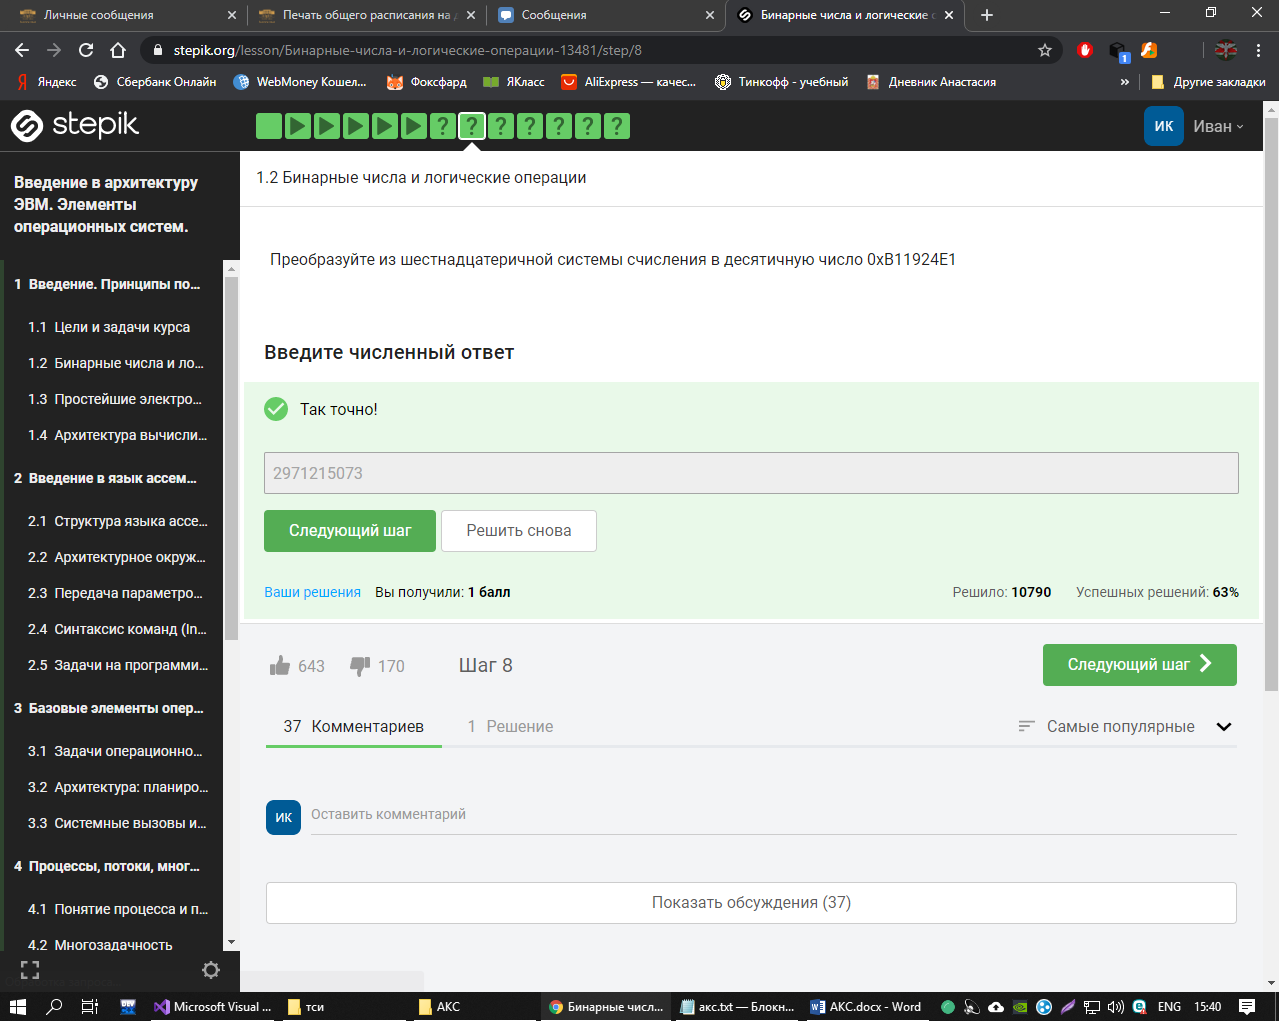 Личные сообщения
Печать общего расписания на д
Сообщения
Бинарные числа и логические о
stepik.org/lesson/Бинарные-числа-и-логические-операции-13481/step/8
Яндекс
Сбербанк Онлайн
WebMoney Кошел...
Фоксфорд
ЯКласс
AliExpress — качес...
Тинкофф - учебный
Дневник Анастасия
Другие закладки
stepik
ИК
Иван
Введение в архитектуру
ЭВМ. Элементы
операционных систем.
1 Введение. Принципы по...
1.1 Цели и задачи курса
1.2 Бинарные числа и ло...
1.3 Простейшие электро...
1.4 Архитектура вычисли...
2 Введение в язык ассем...
2.1 Структура языка ассе...
2.2 Архитектурное окруж...
2.3 Передача параметро...
2.4 Синтаксис команд (In...
2.5 Задачи на программи...
3 Базовые элементы опер...
3.1 Задачи операционно...
3.2 Архитектура: планиро...
3.3 Системные вызовы и...
4 Процессы, потоки, мног...
4.1 Понятие процесса и п...
4.2 Многозадачность
1.2 Бинарные числа и логические операции
Преобразуйте из шестнадцатеричной системы счисления в десятичную число 0xB11924E1
Введите численный ответ
Так точно!
2971215073
Следующий шаг
Решить снова
Ваши решения
Вы получили: 1 балл
Решило: 10790
Успешных решений: 63%
643
170
Шаг 8
Следующий шаг
37 Комментариев
1 Решение
Самые популярные
ИК
Оставить комментарий
Показать обсуждения (37)
Microsoft Visual ...
тси
АКС
Бинарные числ...
акс.txt — Блокн...
АКС.docx - Word
ENG
15:40